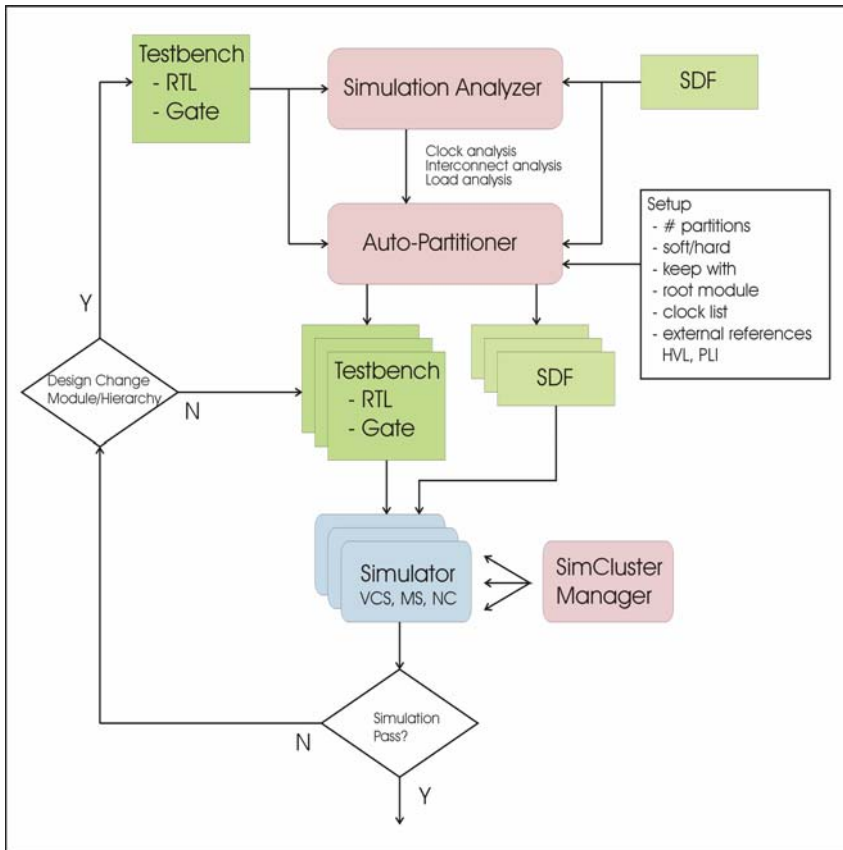 Testbench
- RTL
- Gate
Simulation Analyzer
SDF
Clock analysis
Interconnect analysis
Load analysis
Auto-Partitioner
Setup
- # partitions
- soft/hard
- keep with
- root module
- clock list
- external references
HVL, PLI
Y
Design Change
Module/Hierarchy
N
Testbench
- RTL
- Gate
SDF
Simulator
VCS, MS, NC
SimCluster
Manager
Simulation
Pass?
N
Y